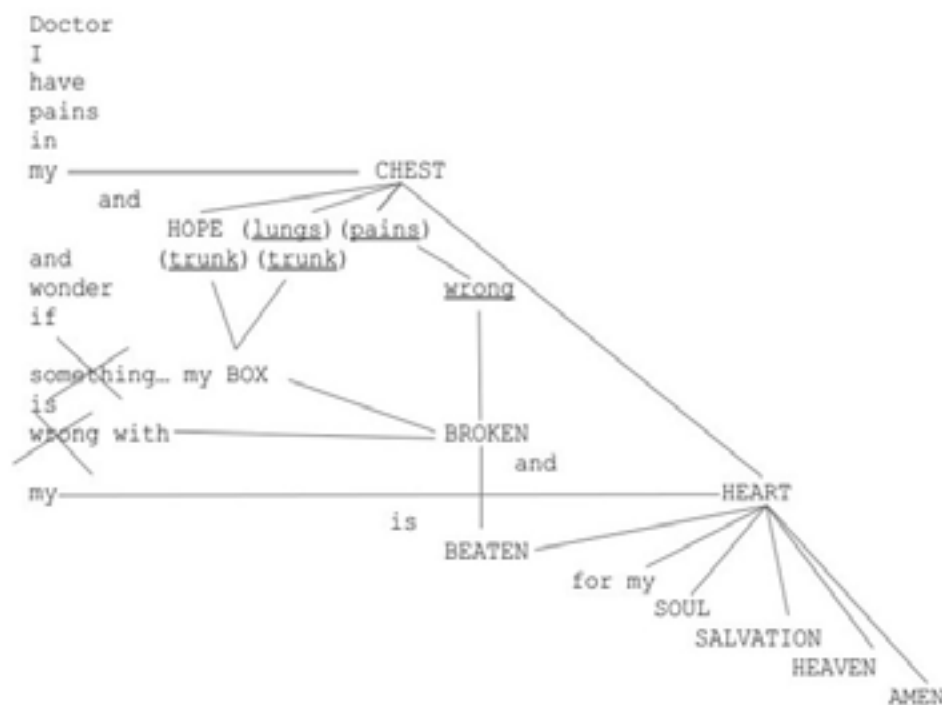 Doctor
I
have
pains
in
my CHEST
and
HOPE (lungs) (pains)
and (trunk) (trunk)
wonder wrong
if
something… my BOX
is
wrong with BROKEN
and
my HEART
is
BEATEN
for my
SOUL
SALVATION
HEAVEN
AMEN